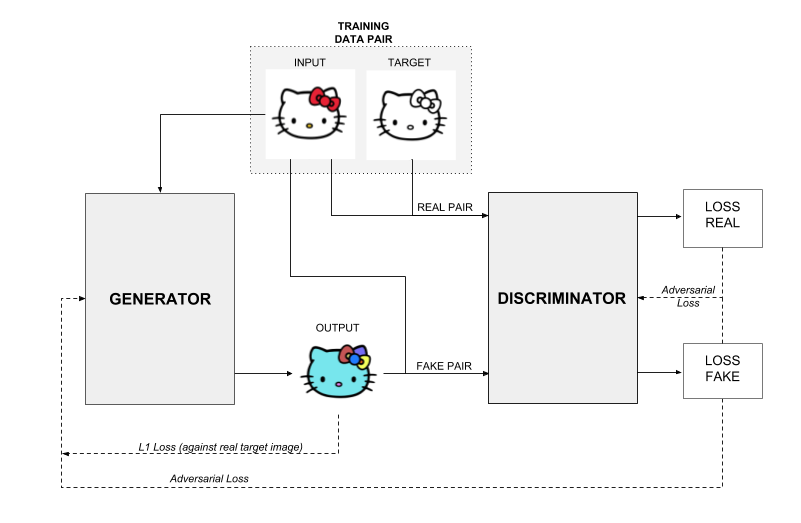 TRAINING
DATA PAIR
INPUT
TARGET
REAL PAIR
LOSS
REAL
GENERATOR
DISCRIMINATOR
Adversarial
Loss
OUTPUT
FAKE PAIR
LOSS
FAKE
L1 Loss (against real target image)
Adversarial Loss